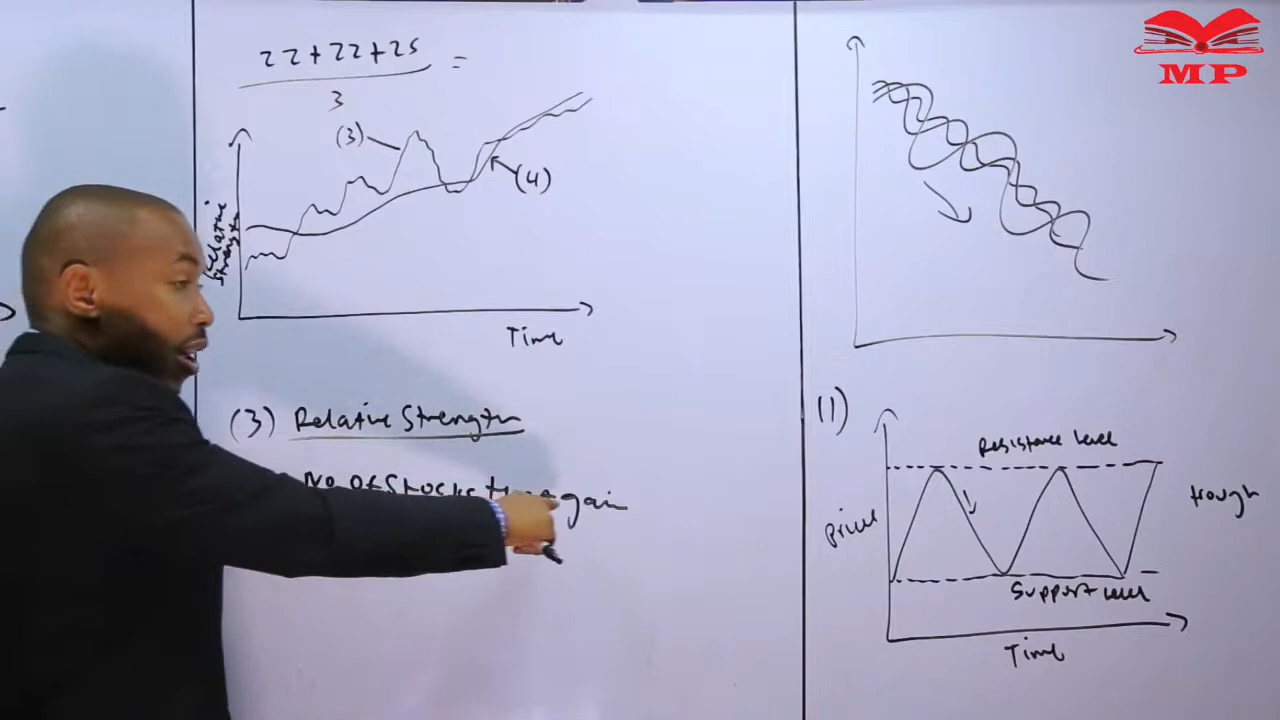 22+22+25 =
3
(3)
(4)
Relative
Strength
Time
(3) Relative Strength
No. of Stocks gain
MP
(1)
Resistance level
Price
trough
Support level
Time